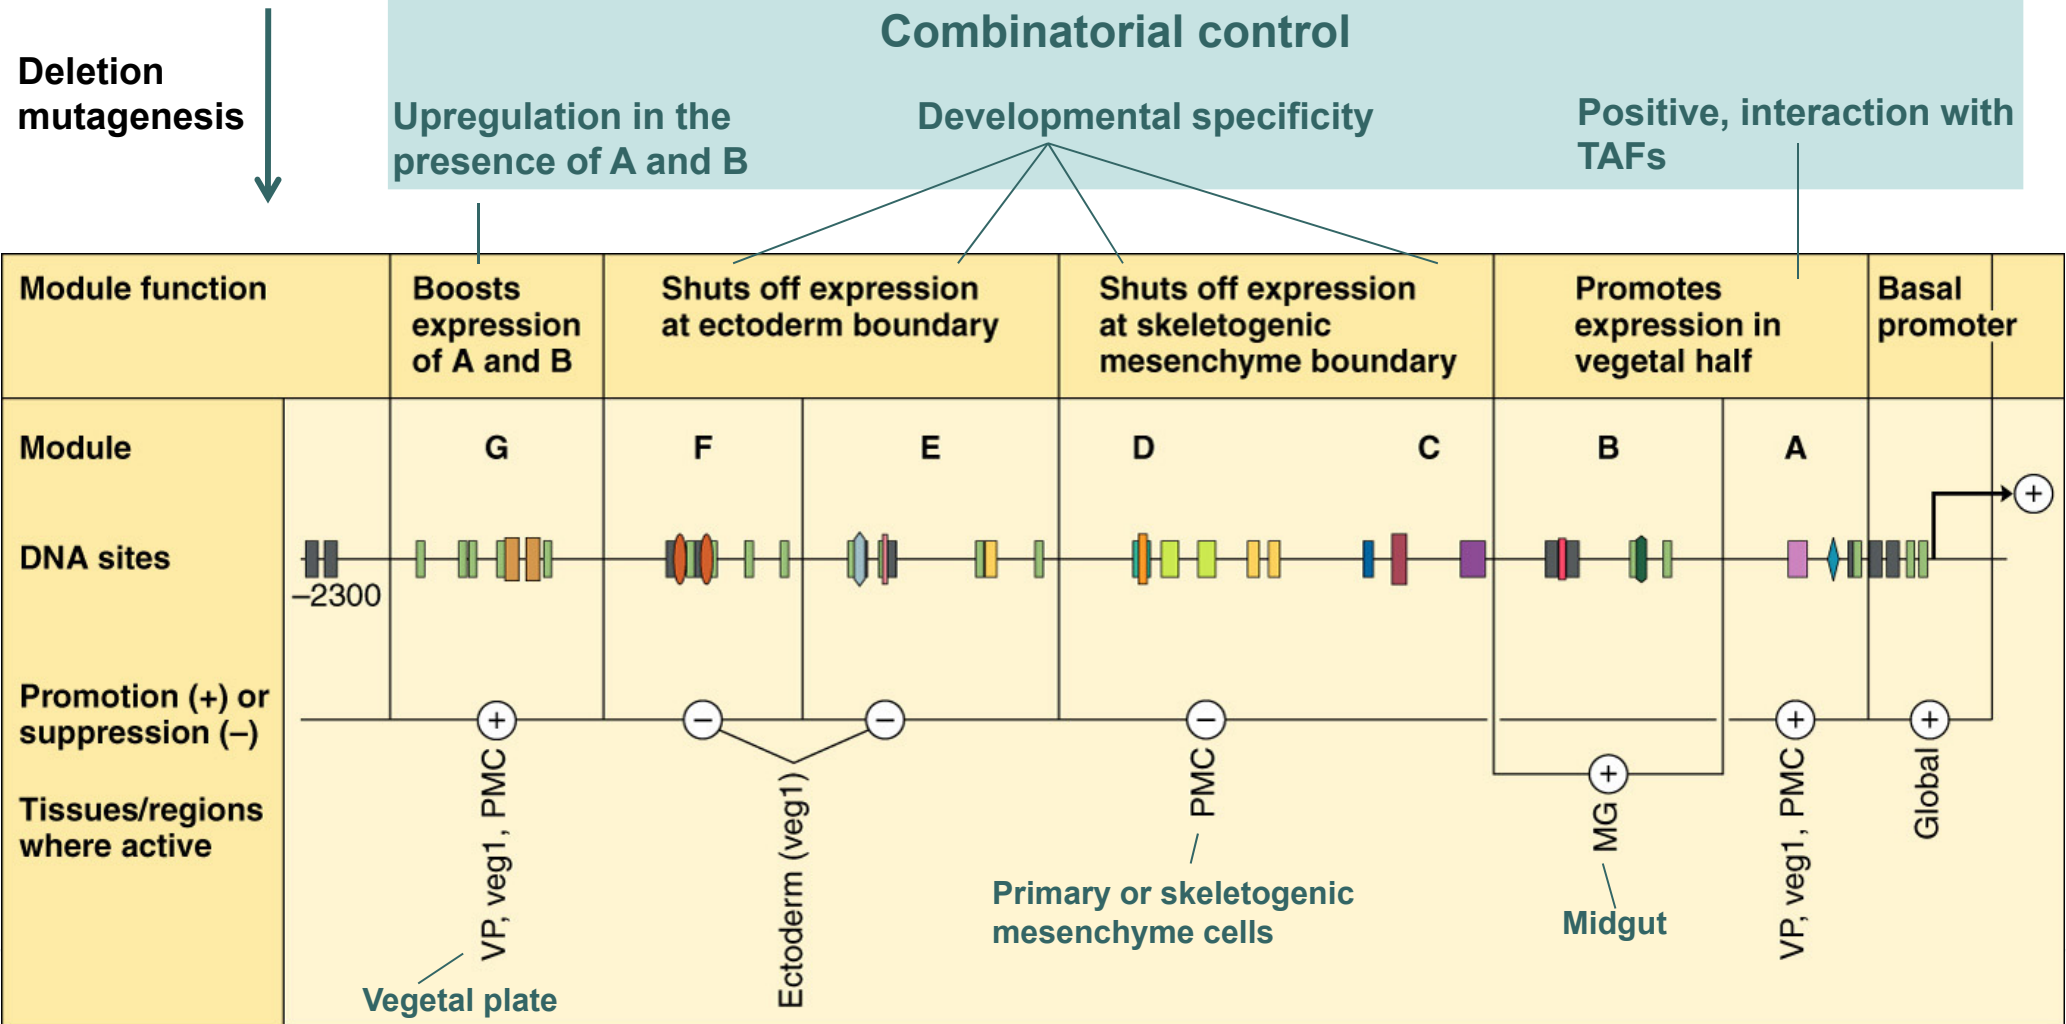 Combinatorial control
Deletion
mutagenesis
Upregulation in the
presence of A and B
Developmental specificity
Positive, interaction with
TAFs
Module function
Boosts
expression
of A and B
Shuts off expression
at ectoderm boundary
Shuts off expression
at skeletogenic
mesenchyme boundary
Promotes
expression in
vegetal half
Basal
promoter
Module
G
F
E
D
C
B
A
+
DNA sites
–2300
Promotion (+) or
suppression (–)
+
–
–
–
+
+
+
Tissues/regions
where active
VP, veg1, PMC
Ectoderm (veg1)
PMC
MG
VP, veg1, PMC
Global
Primary or skeletogenic
mesenchyme cells
Midgut
Vegetal plate